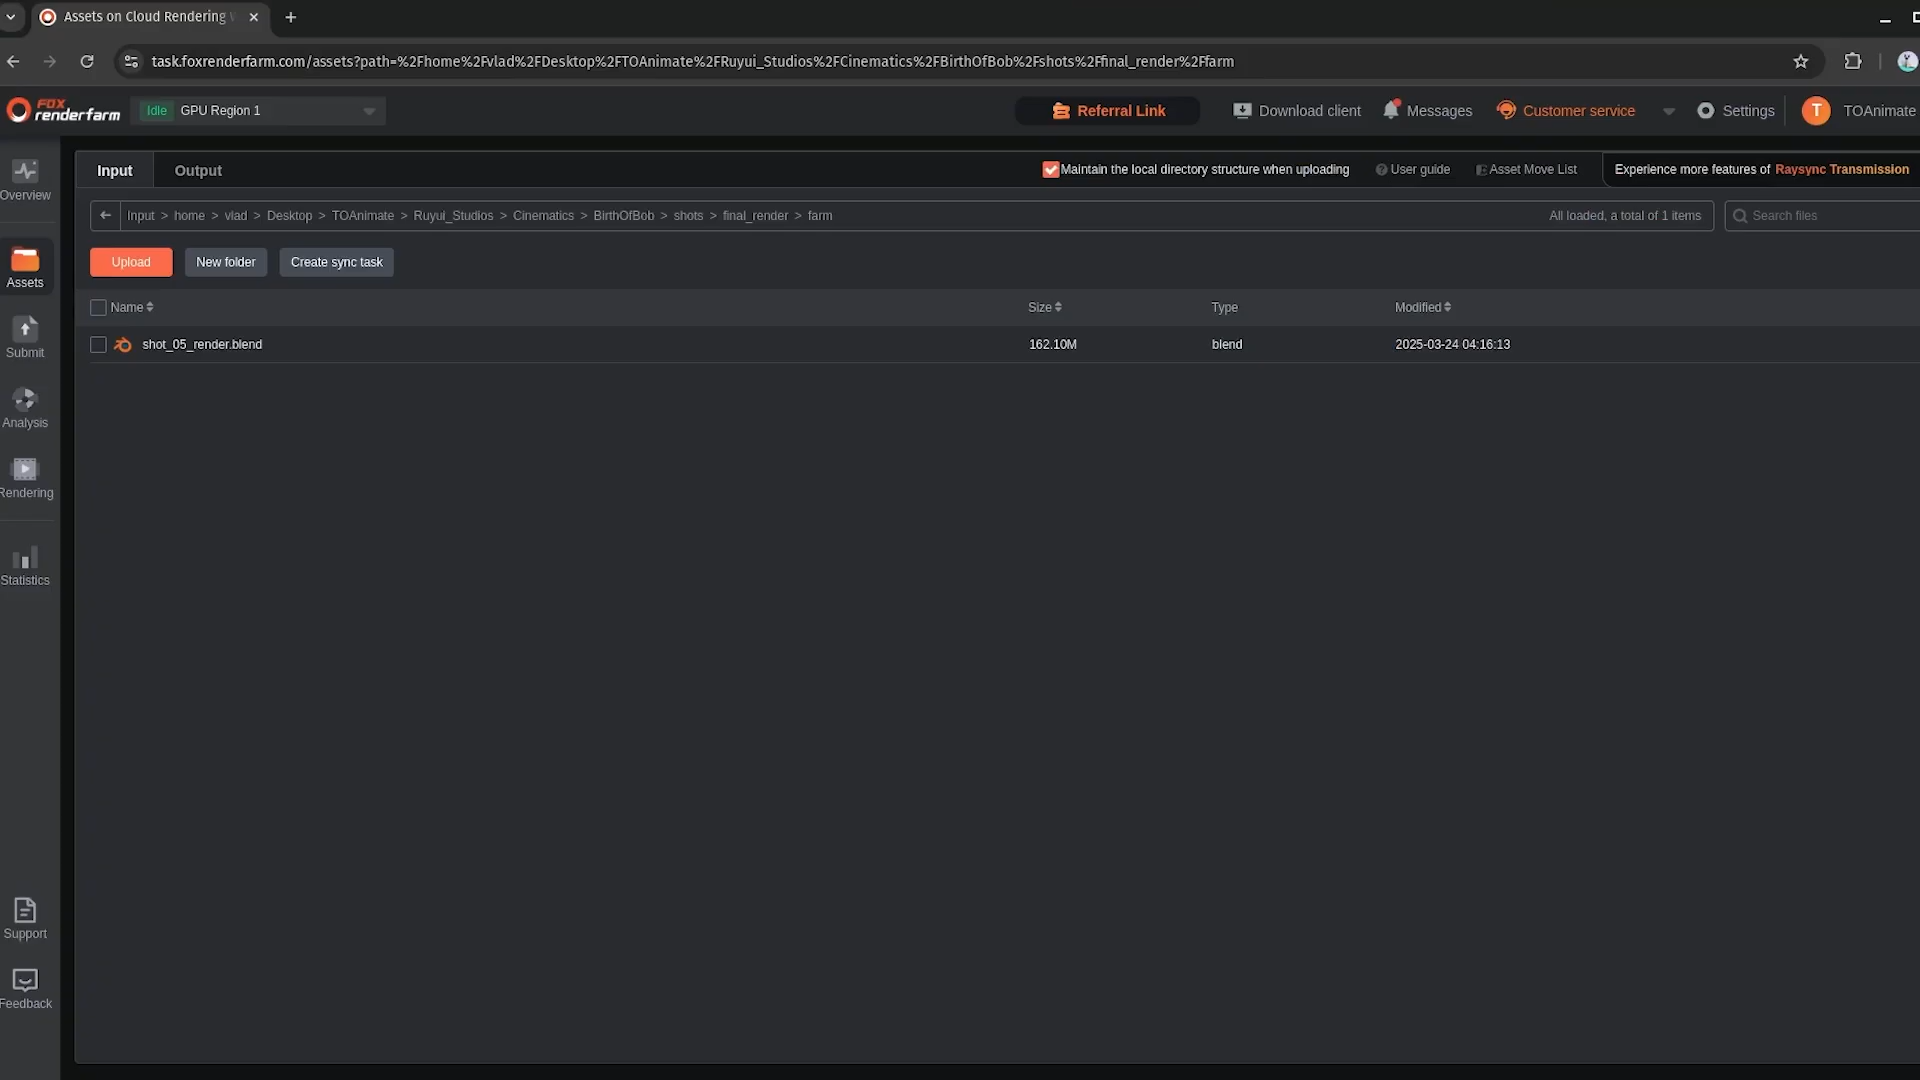 Assets on Cloud Rendering
task.foxrenderfarm.com/assets?path=%2Fhome%2Fvlad%2FDesktop%2FTOAnimate%2FRuyui_Studios%2FCinematics%2FBirthOfBob%2Fshots%2Ffinal_render%2Ffarm
FOX renderfarm
Idle GPU Region 1
Referral Link
Download client
Messages
Customer service
Settings
T TOAnimate
Overview
Assets
Submit
Analysis
Rendering
Statistics
Support
Feedback
Input Output
Maintain the local directory structure when uploading
User guide
Asset Move List
Experience more features of Raysync Transmission
Input > home > vlad > Desktop > TOAnimate > Ruyui_Studios > Cinematics > BirthOfBob > shots > final_render > farm
All loaded, a total of 1 items
Search files
Upload
New folder
Create sync task
Name Size Type Modified
shot_05_render.blend 162.10M blend 2025-03-24 04:16:13